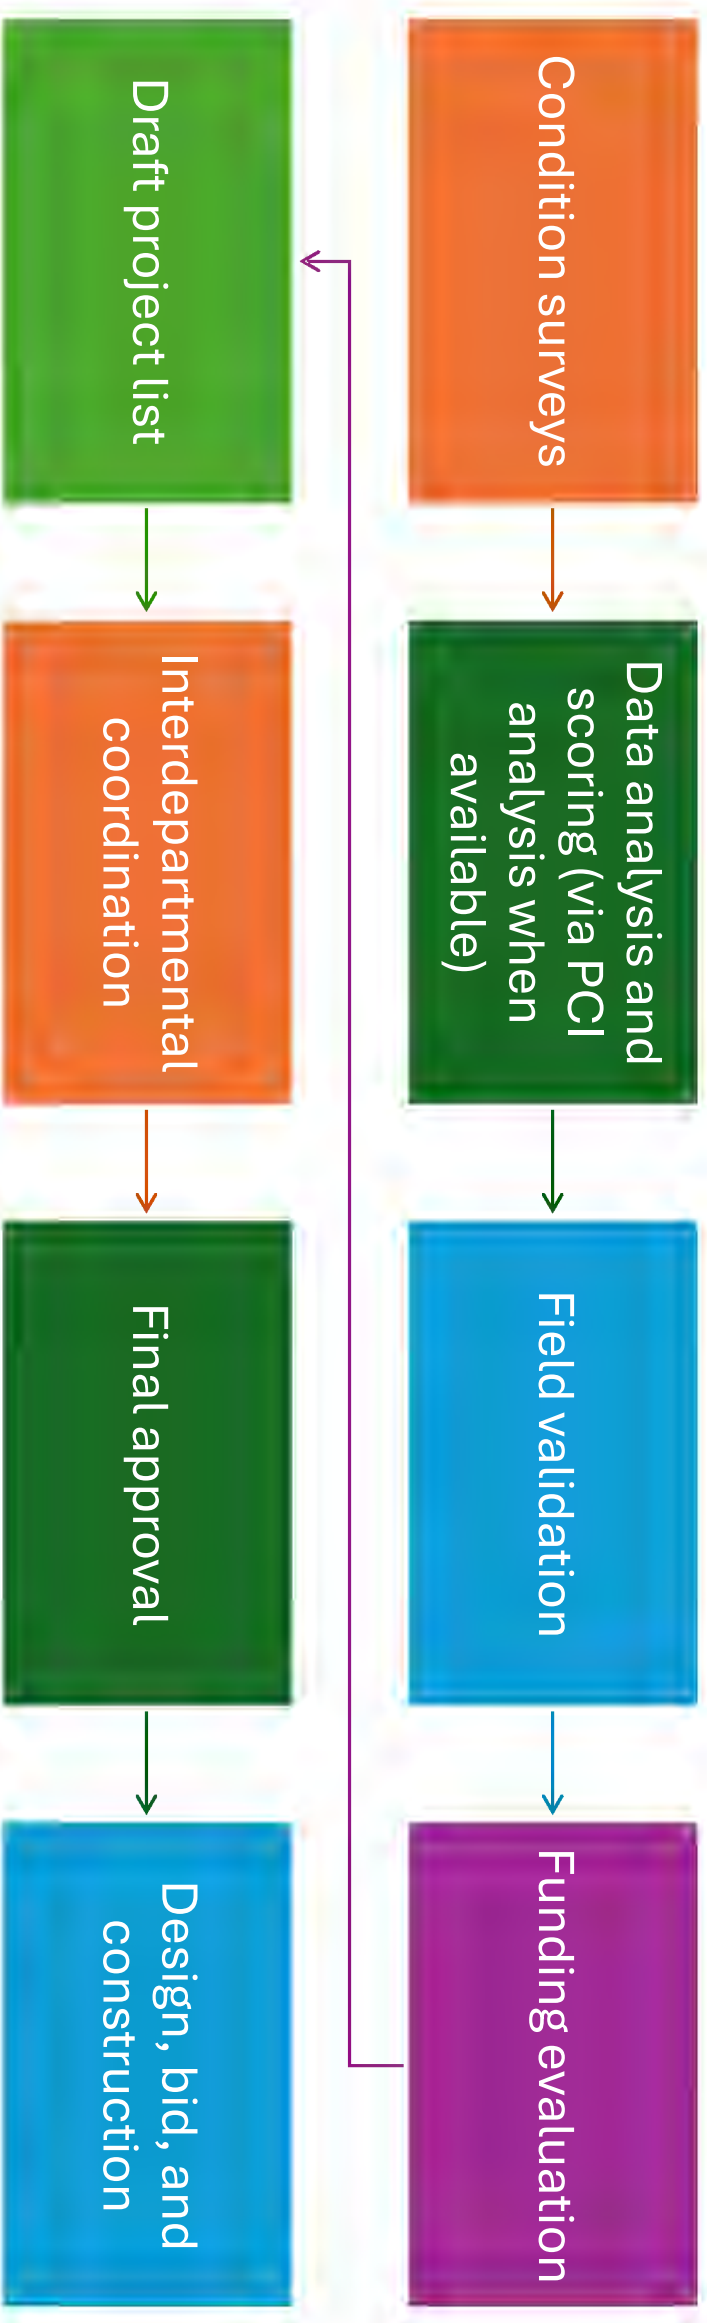 Condition surveys
Data analysis and
scoring (via PCI
analysis when
available)
Field validation
Funding evaluation
Draft project list
Interdepartmental
coordination
Final approval
Design, bid, and
construction